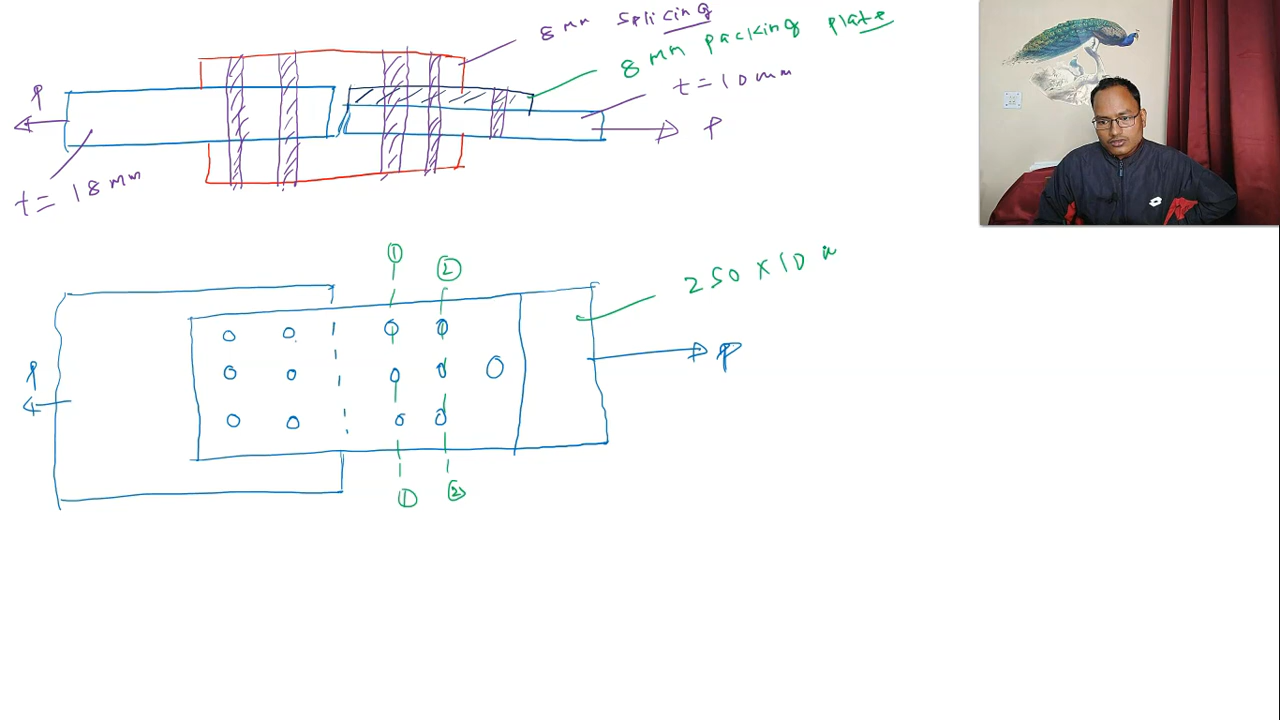 8 mm splicing
8 mm packing plate
t = 10 mm
P
P
t = 18 mm
① ②
250 × 10
P
P
① ②